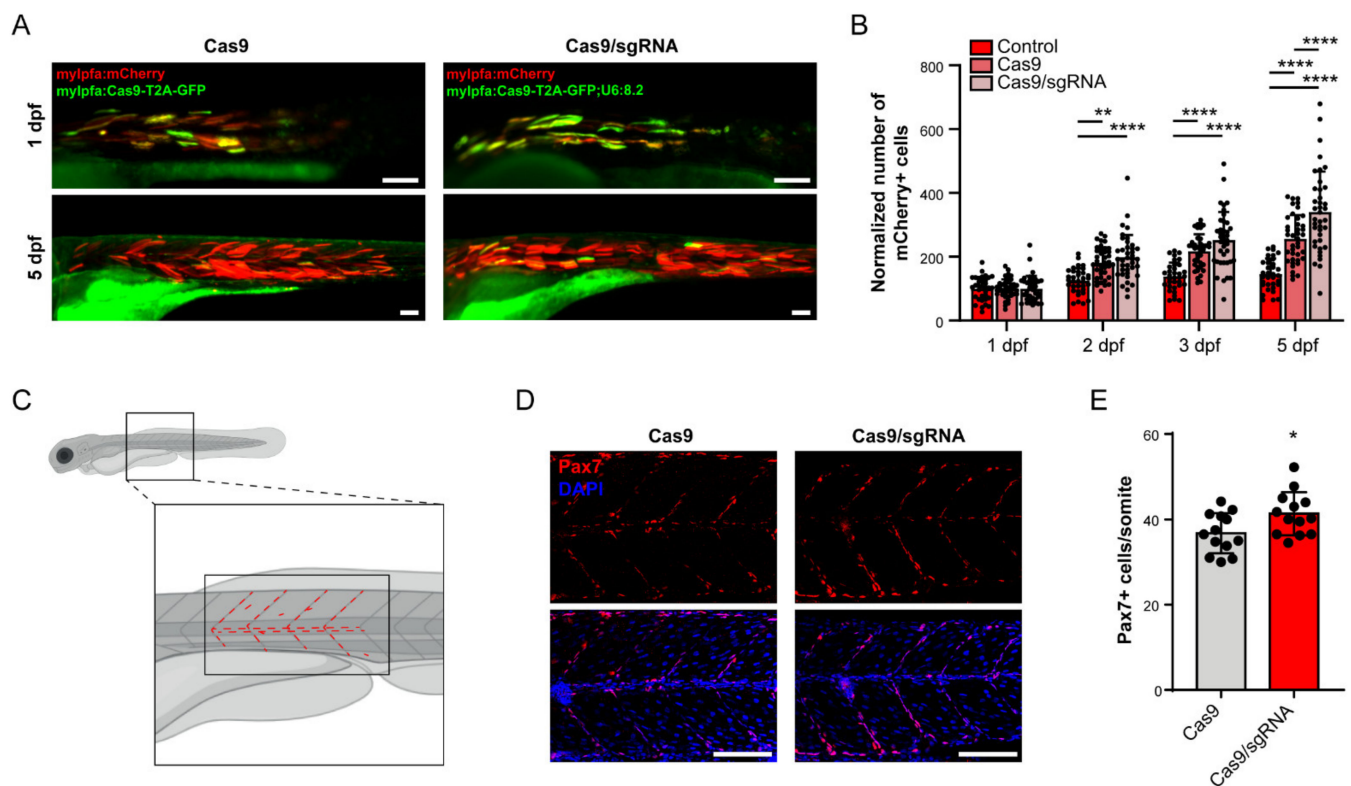 A
Cas9
Cas9/sgRNA
mylpfa:mCherry
mylpfa:Cas9-T2A-GFP
mylpfa:mCherry
mylpfa:Cas9-T2A-GFP;U6:8.2
1 dpf
5 dpf
B
Control
Cas9
Cas9/sgRNA
****
****
****
**
****
****
****
Normalized number of
mCherry+ cells
800
600
400
200
0
1 dpf
2 dpf
3 dpf
5 dpf
C
D
Cas9
Cas9/sgRNA
Pax7
DAPI
E
*
Pax7+ cells/somite
60
40
20
0
Cas9
Cas9/sgRNA